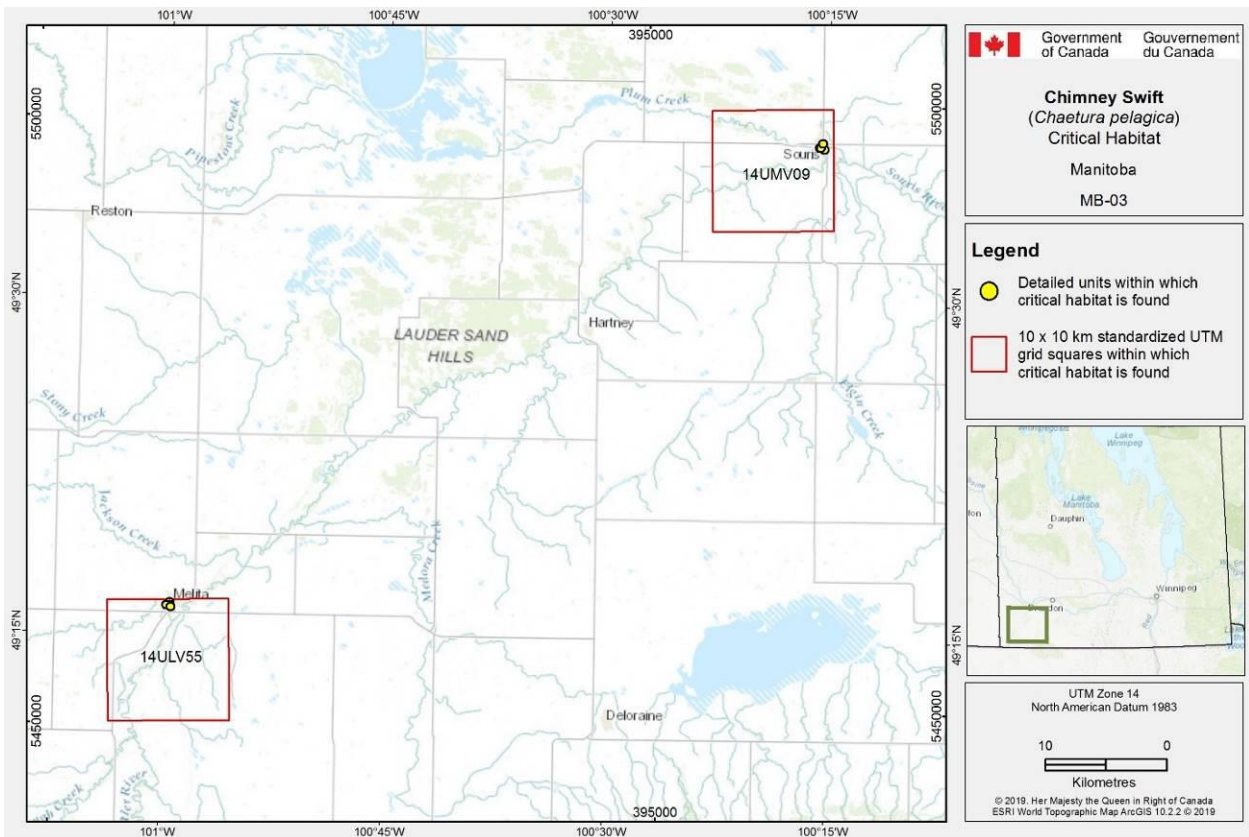 101°W
100°45'W
100°30'W
100°15'W
395000
5500000
5500000
Plum Creek
Pipestone Creek
Souris
14UMV09
Souris River
Reston
49°30'N
49°30'N
Hartney
LAUDER SAND
HILLS
Elgin Creek
Stony Creek
Jackson Creek
Medora Creek
Melita
49°15'N
49°15'N
14ULV55
5450000
5450000
Deloraine
River
Creek
395000
101°W
100°45'W
100°30'W
100°15'W
Government
of Canada
Gouvernement
du Canada
Chimney Swift
(Chaetura pelagica)
Critical Habitat
Manitoba
MB-03
Legend
Detailed units within which
critical habitat is found
10 x 10 km standardized UTM
grid squares within which
critical habitat is found
Lake
Winnipeg
Lake
Manitoba
Dauphin
Winnipeg
Red
UTM Zone 14
North American Datum 1983
10 0
Kilometres
© 2019. Her Majesty the Queen in Right of Canada
ESRI World Topographic Map ArcGIS 10.2.2 © 2019